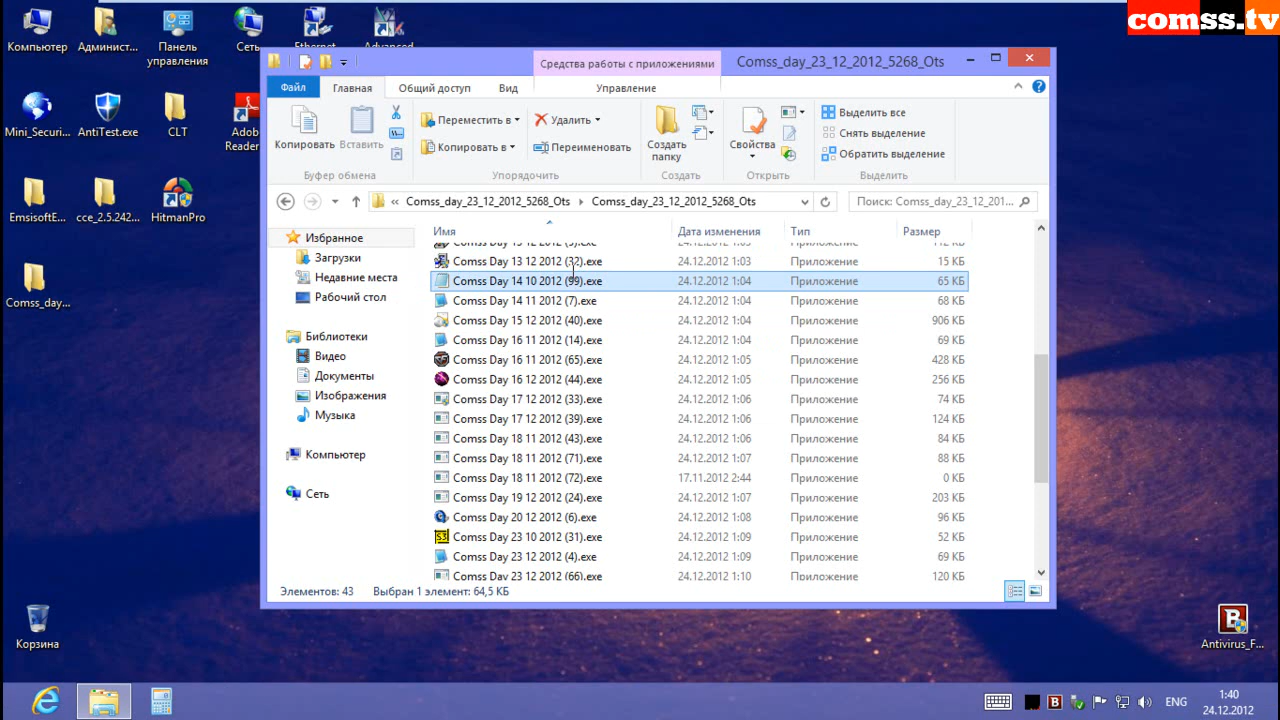 comss.tv
Компьютер
Админист...
Панель управления
Сеть
Ethernet
Advanced
Mini_Securi...
AntiTest.exe
CLT
Adob
Reader
EmsisoftE...
cce_2.5.242...
HitmanPro
Comss_day...
Корзина
Antivirus_F...
Средства работы с приложениями
Comss_day_23_12_2012_5268_Ots
Файл
Главная
Общий доступ
Вид
Управление
Копировать
Вставить
Переместить в
Копировать в
Удалить
Переименовать
Создать папку
Свойства
Выделить все
Снять выделение
Обратить выделение
Буфер обмена
Упорядочить
Создать
Открыть
Выделить
« Comss_day_23_12_2012_5268_Ots Comss_day_23_12_2012_5268_Ots
Поиск: Comss_day_23_12_201...
Избранное
Загрузки
Недавние места
Рабочий стол
Библиотеки
Видео
Документы
Изображения
Музыка
Компьютер
Сеть
Имя Дата изменения Тип Размер
Comss Day 13 12 2012 (32).exe 24.12.2012 1:03 Приложение 15 КБ
Comss Day 14 10 2012 (99).exe 24.12.2012 1:04 Приложение 65 КБ
Comss Day 14 11 2012 (7).exe 24.12.2012 1:04 Приложение 68 КБ
Comss Day 15 12 2012 (40).exe 24.12.2012 1:04 Приложение 906 КБ
Comss Day 16 11 2012 (14).exe 24.12.2012 1:04 Приложение 69 КБ
Comss Day 16 11 2012 (65).exe 24.12.2012 1:05 Приложение 428 КБ
Comss Day 16 12 2012 (44).exe 24.12.2012 1:05 Приложение 256 КБ
Comss Day 17 12 2012 (33).exe 24.12.2012 1:06 Приложение 74 КБ
Comss Day 17 12 2012 (39).exe 24.12.2012 1:06 Приложение 124 КБ
Comss Day 18 11 2012 (43).exe 24.12.2012 1:06 Приложение 84 КБ
Comss Day 18 11 2012 (71).exe 24.12.2012 1:07 Приложение 88 КБ
Comss Day 18 11 2012 (72).exe 17.11.2012 2:44 Приложение 0 КБ
Comss Day 19 12 2012 (24).exe 24.12.2012 1:07 Приложение 203 КБ
Comss Day 20 12 2012 (6).exe 24.12.2012 1:08 Приложение 96 КБ
Comss Day 23 10 2012 (31).exe 24.12.2012 1:09 Приложение 52 КБ
Comss Day 23 12 2012 (4).exe 24.12.2012 1:09 Приложение 69 КБ
Comss Day 23 12 2012 (66).exe 24.12.2012 1:10 Приложение 120 КБ
Элементов: 43 Выбран 1 элемент: 64,5 КБ
ENG
1:40
24.12.2012